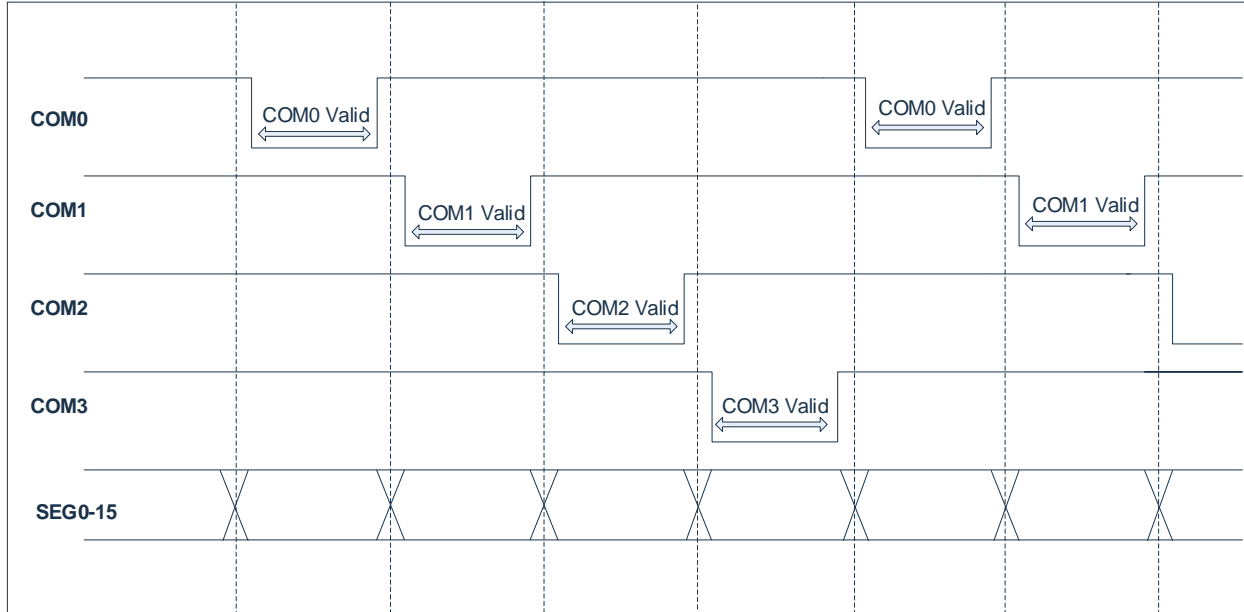 COM0
COM0 Valid
COM0 Valid
COM1
COM1 Valid
COM1 Valid
COM2
COM2 Valid
COM3
COM3 Valid
SEG0-15